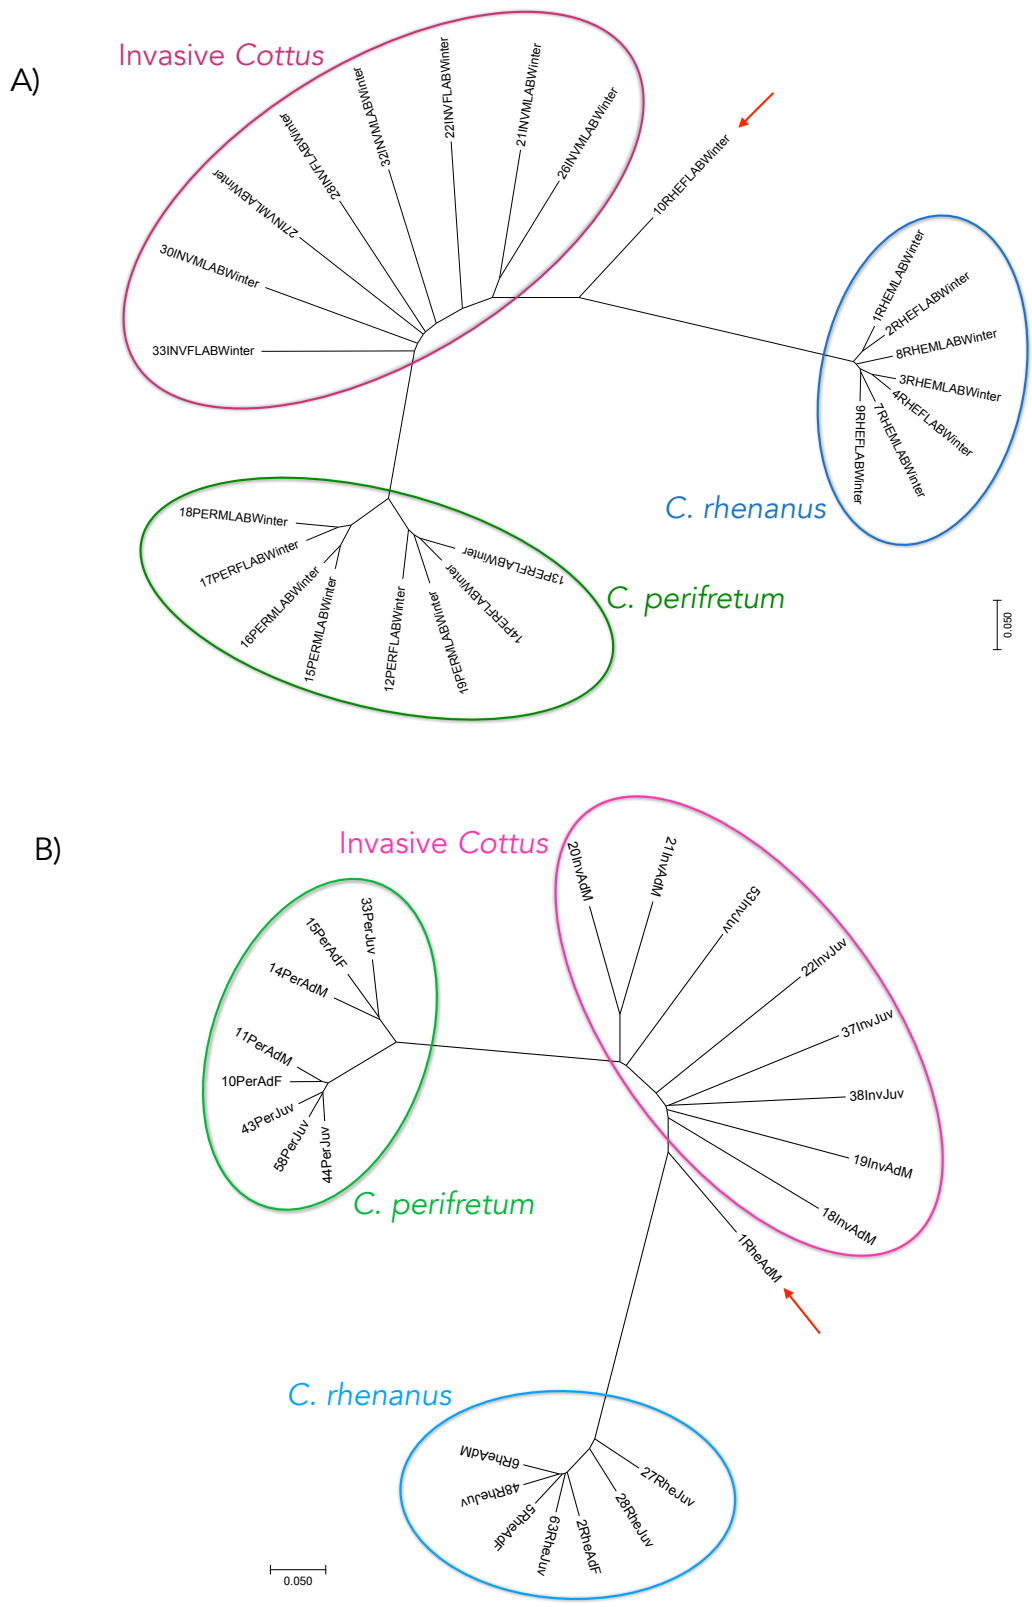 A)
Invasive Cottus
33INVFLABWinter
30INVMLABWinter
27INVMLABWinter
28INVFLABWinter
32INVMLABWinter
22INVFLABWinter
21INVMLABWinter
26INVMLABWinter
10RHEFLABWinter
1RHEMLABWinter
2RHEFLABWinter
8RHEMLABWinter
3RHEMLABWinter
4RHEFLABWinter
7RHEMLABWinter
9RHEFLABWinter
C. rhenanus
18PERMLABWinter
17PERFLABWinter
16PERMLABWinter
15PERMLABWinter
12PERFLABWinter
19PERMLABWinter
14PERFLABWinter
13PERFLABWinter
C. perifretum
0.050
B)
Invasive Cottus
20InvAdM
21InvAdM
53InvJuv
22InvJuv
37InvJuv
38InvJuv
19InvAdM
18InvAdM
1RheAdM
33PerJuv
15PerAdF
14PerAdM
11PerAdM
10PerAdF
43PerJuv
58PerJuv
44PerJuv
C. perifretum
C. rhenanus
6RheAdM
48RheJuv
5RheAdF
63RheJuv
2RheAdF
28RheJuv
27RheJuv
0.050